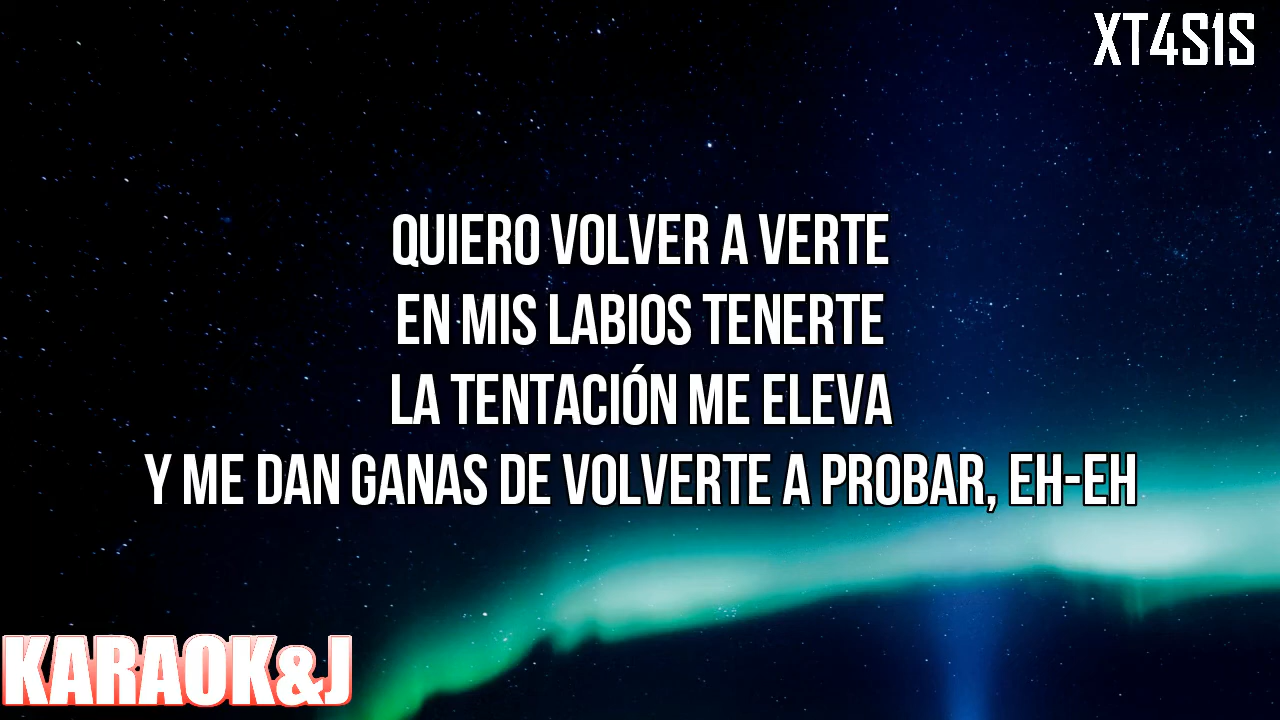 XT4S1S
QUIERO VOLVER A VERTE
EN MIS LABIOS TENERTE
LA TENTACIÓN ME ELEVA
Y ME DAN GANAS DE VOLVERTE A PROBAR, EH-EH
KARAOK&J